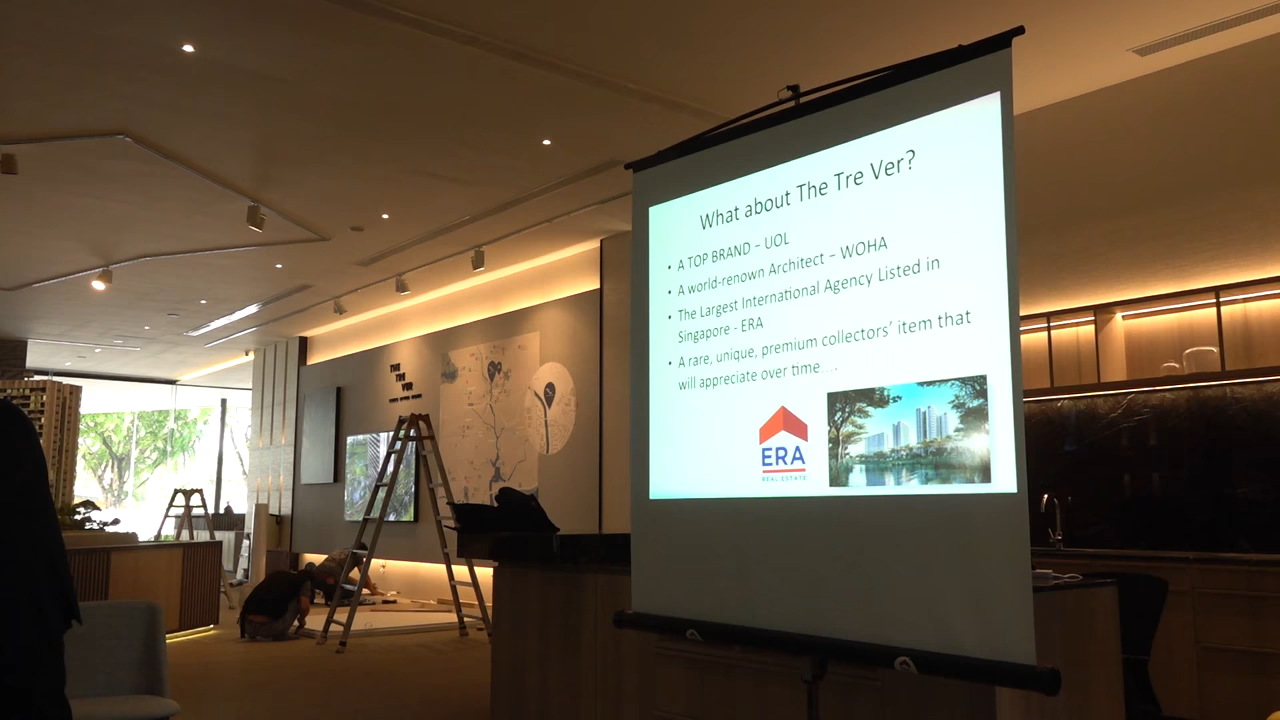 What about The Tre Ver?
• A TOP BRAND – UOL
• A world-renown Architect – WOHA
• The Largest International Agency Listed in
Singapore - ERA
• A rare, unique, premium collectors' item that
will appreciate over time....
ERA
REAL ESTATE
THE
TRE
VER